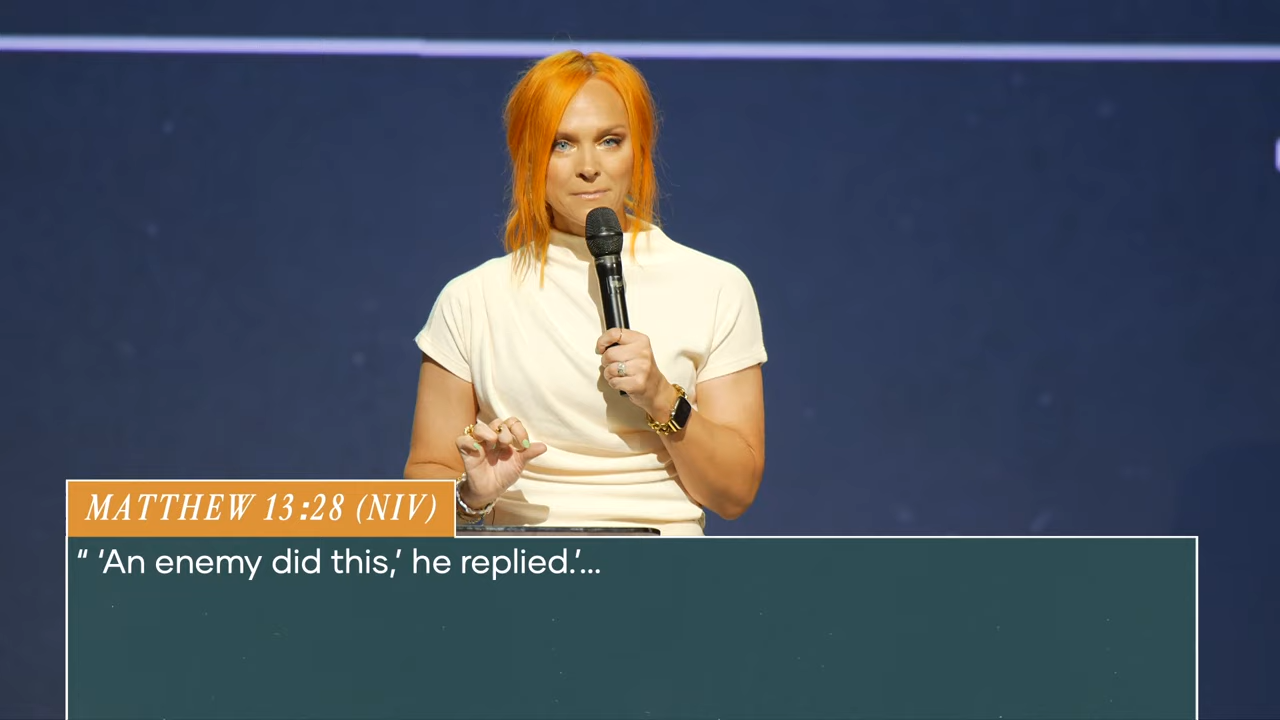 MATTHEW 13:28 (NIV)
“ ‘An enemy did this,’ he replied.’...